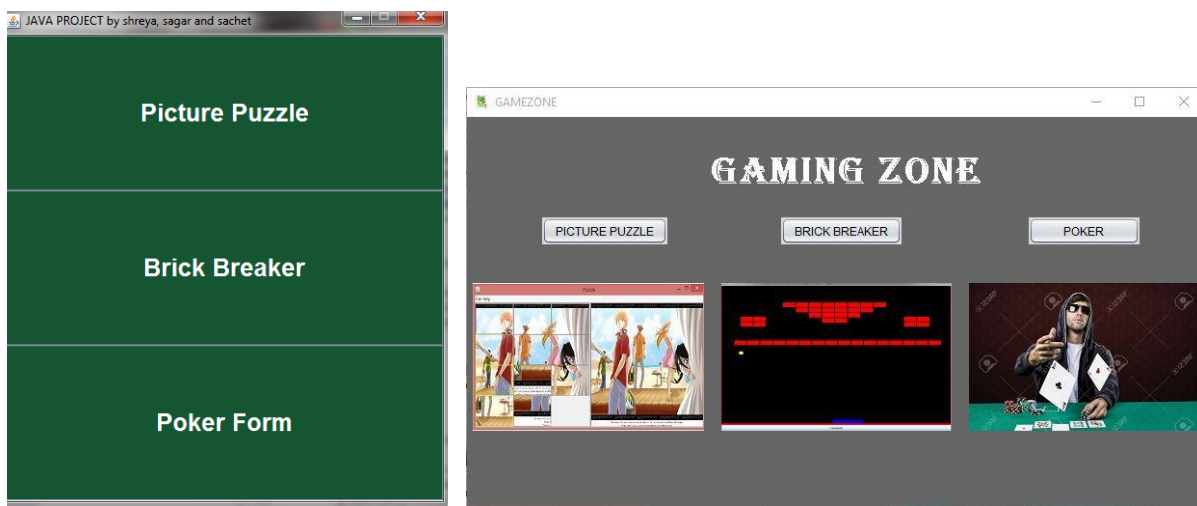 JAVA PROJECT by shreya, sagar and sachet
Picture Puzzle
Brick Breaker
Poker Form
GAMEZONE
GAMING ZONE
PICTURE PUZZLE
BRICK BREAKER
POKER
123RF